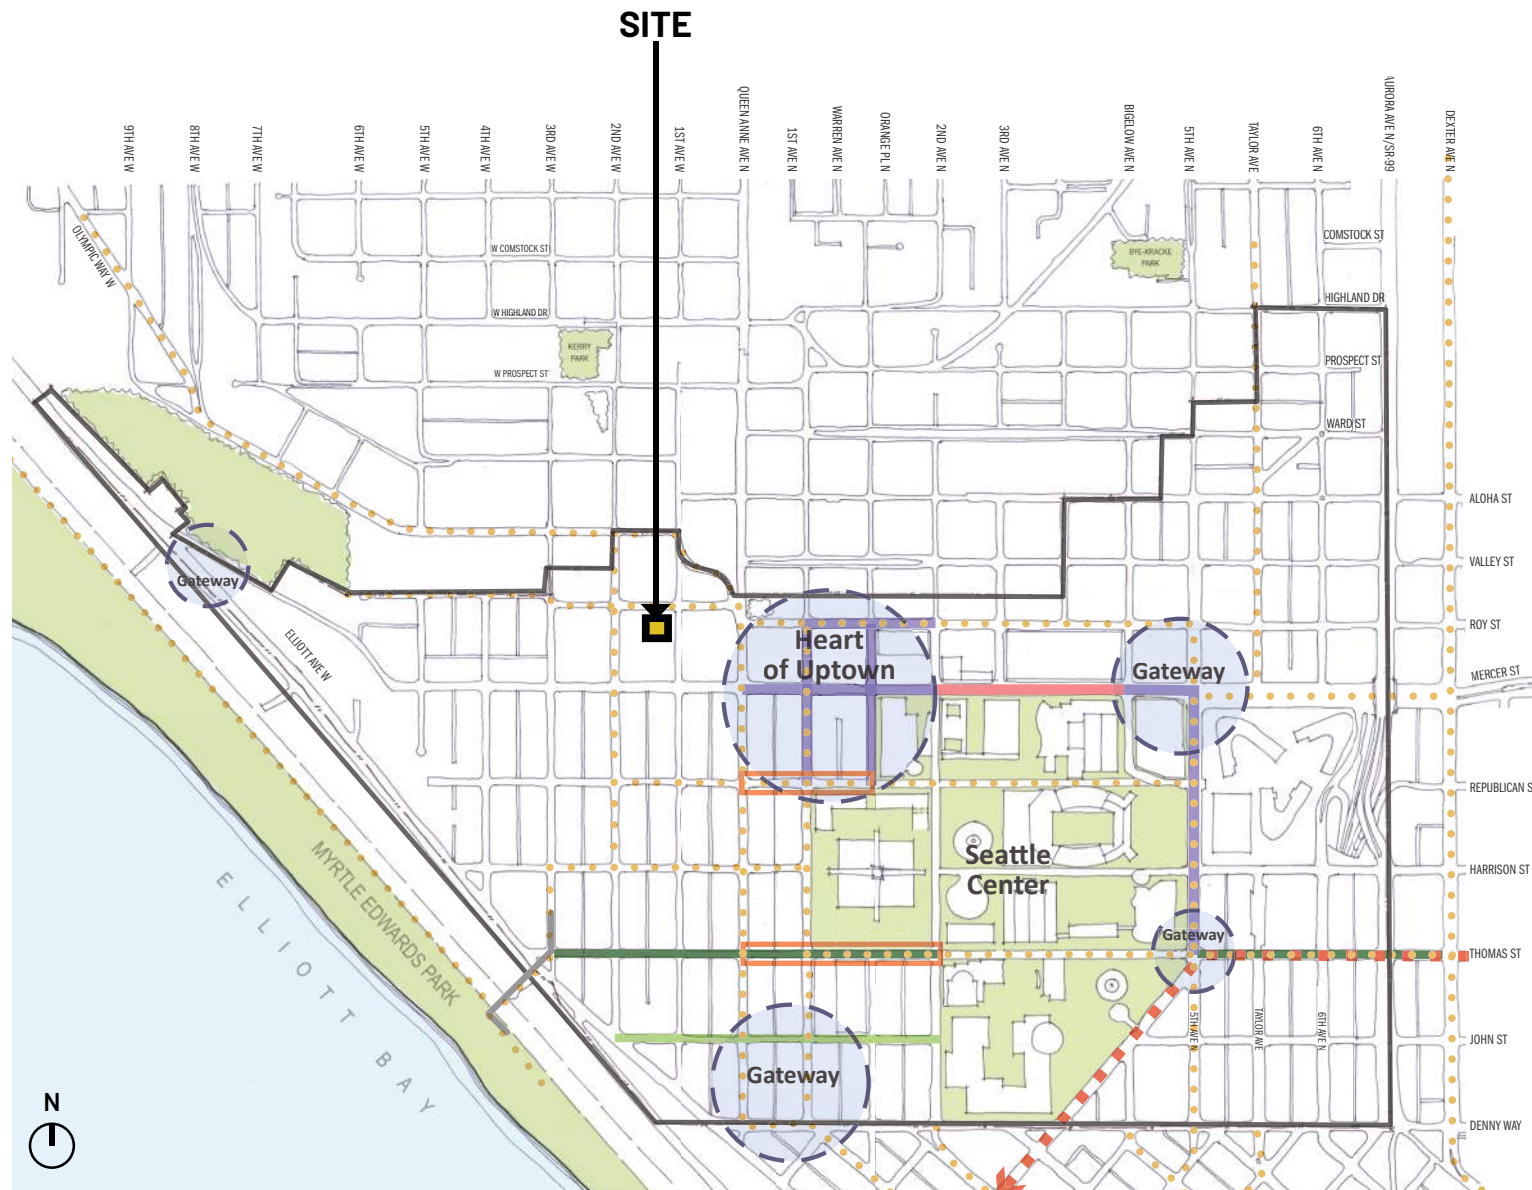 SITE
9TH AVE W
8TH AVE W
7TH AVE W
6TH AVE W
5TH AVE W
4TH AVE W
3RD AVE W
2ND AVE W
1ST AVE W
QUEEN ANNE AVE N
1ST AVE N
WARREN AVE N
ORANGE PL N
2ND AVE N
3RD AVE N
BIGELOW AVE N
5TH AVE N
TAYLOR AVE
6TH AVE N
AURORA AVE N/SR-99
DEXTER AVE N
OLYMPIC WAY W
W COMSTOCK ST
COMSTOCK ST
BYE-KRACKE
PARK
W HIGHLAND DR
HIGHLAND DR
KERRY
PARK
W PROSPECT ST
PROSPECT ST
WARD ST
ALOHA ST
VALLEY ST
Gateway
ROY ST
Heart
of Uptown
Gateway
ELLIOTT AVE W
MERCER ST
REPUBLICAN S
Seattle
Center
HARRISON ST
MYRTLE EDWARDS PARK
ELLIOTT BAY
Gateway
THOMAS ST
5TH AVE N
TAYLOR AVE
6TH AVE N
JOHN ST
Gateway
N
DENNY WAY